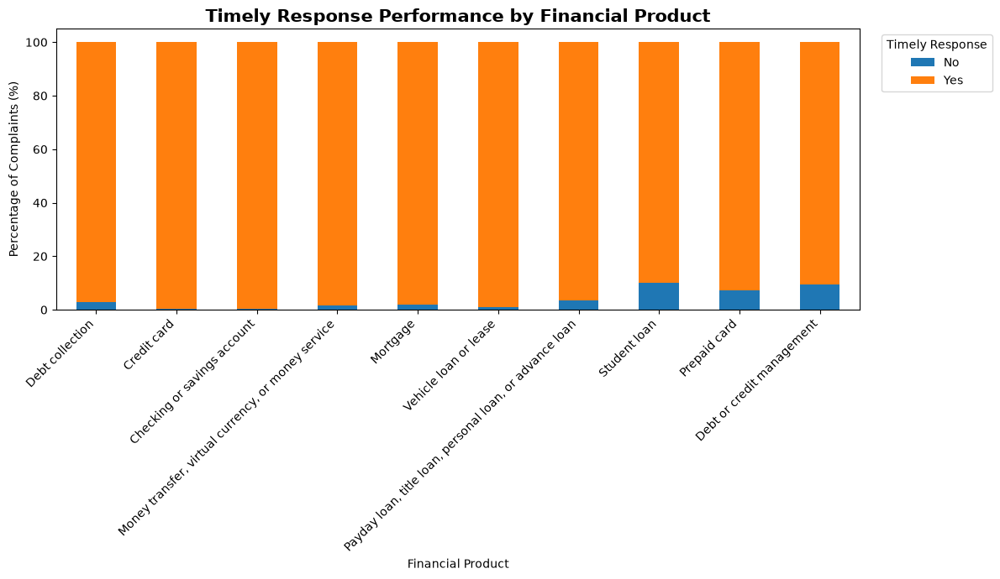 Timely Response Performance by Financial Product
Percentage of Complaints (%)
100
80
60
40
20
0
Debt collection
Credit card
Checking or savings account
Money transfer, virtual currency, or money service
Mortgage
Vehicle loan or lease
Payday loan, title loan, personal loan, or advance loan
Student loan
Prepaid card
Debt or credit management
Financial Product
Timely Response
No
Yes